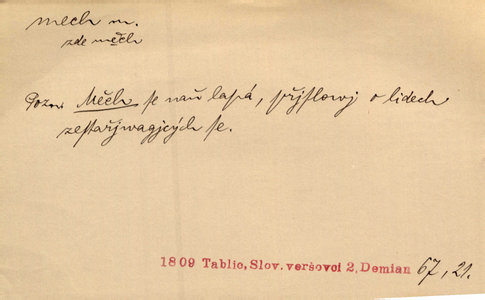 mech m.
zde měch
Pozn. Měch se naň lapá, přjslowj o lidech
zestařjwagjcých se.
1809 Tablic, Slov. veršovci 2, Demian 67, 21.